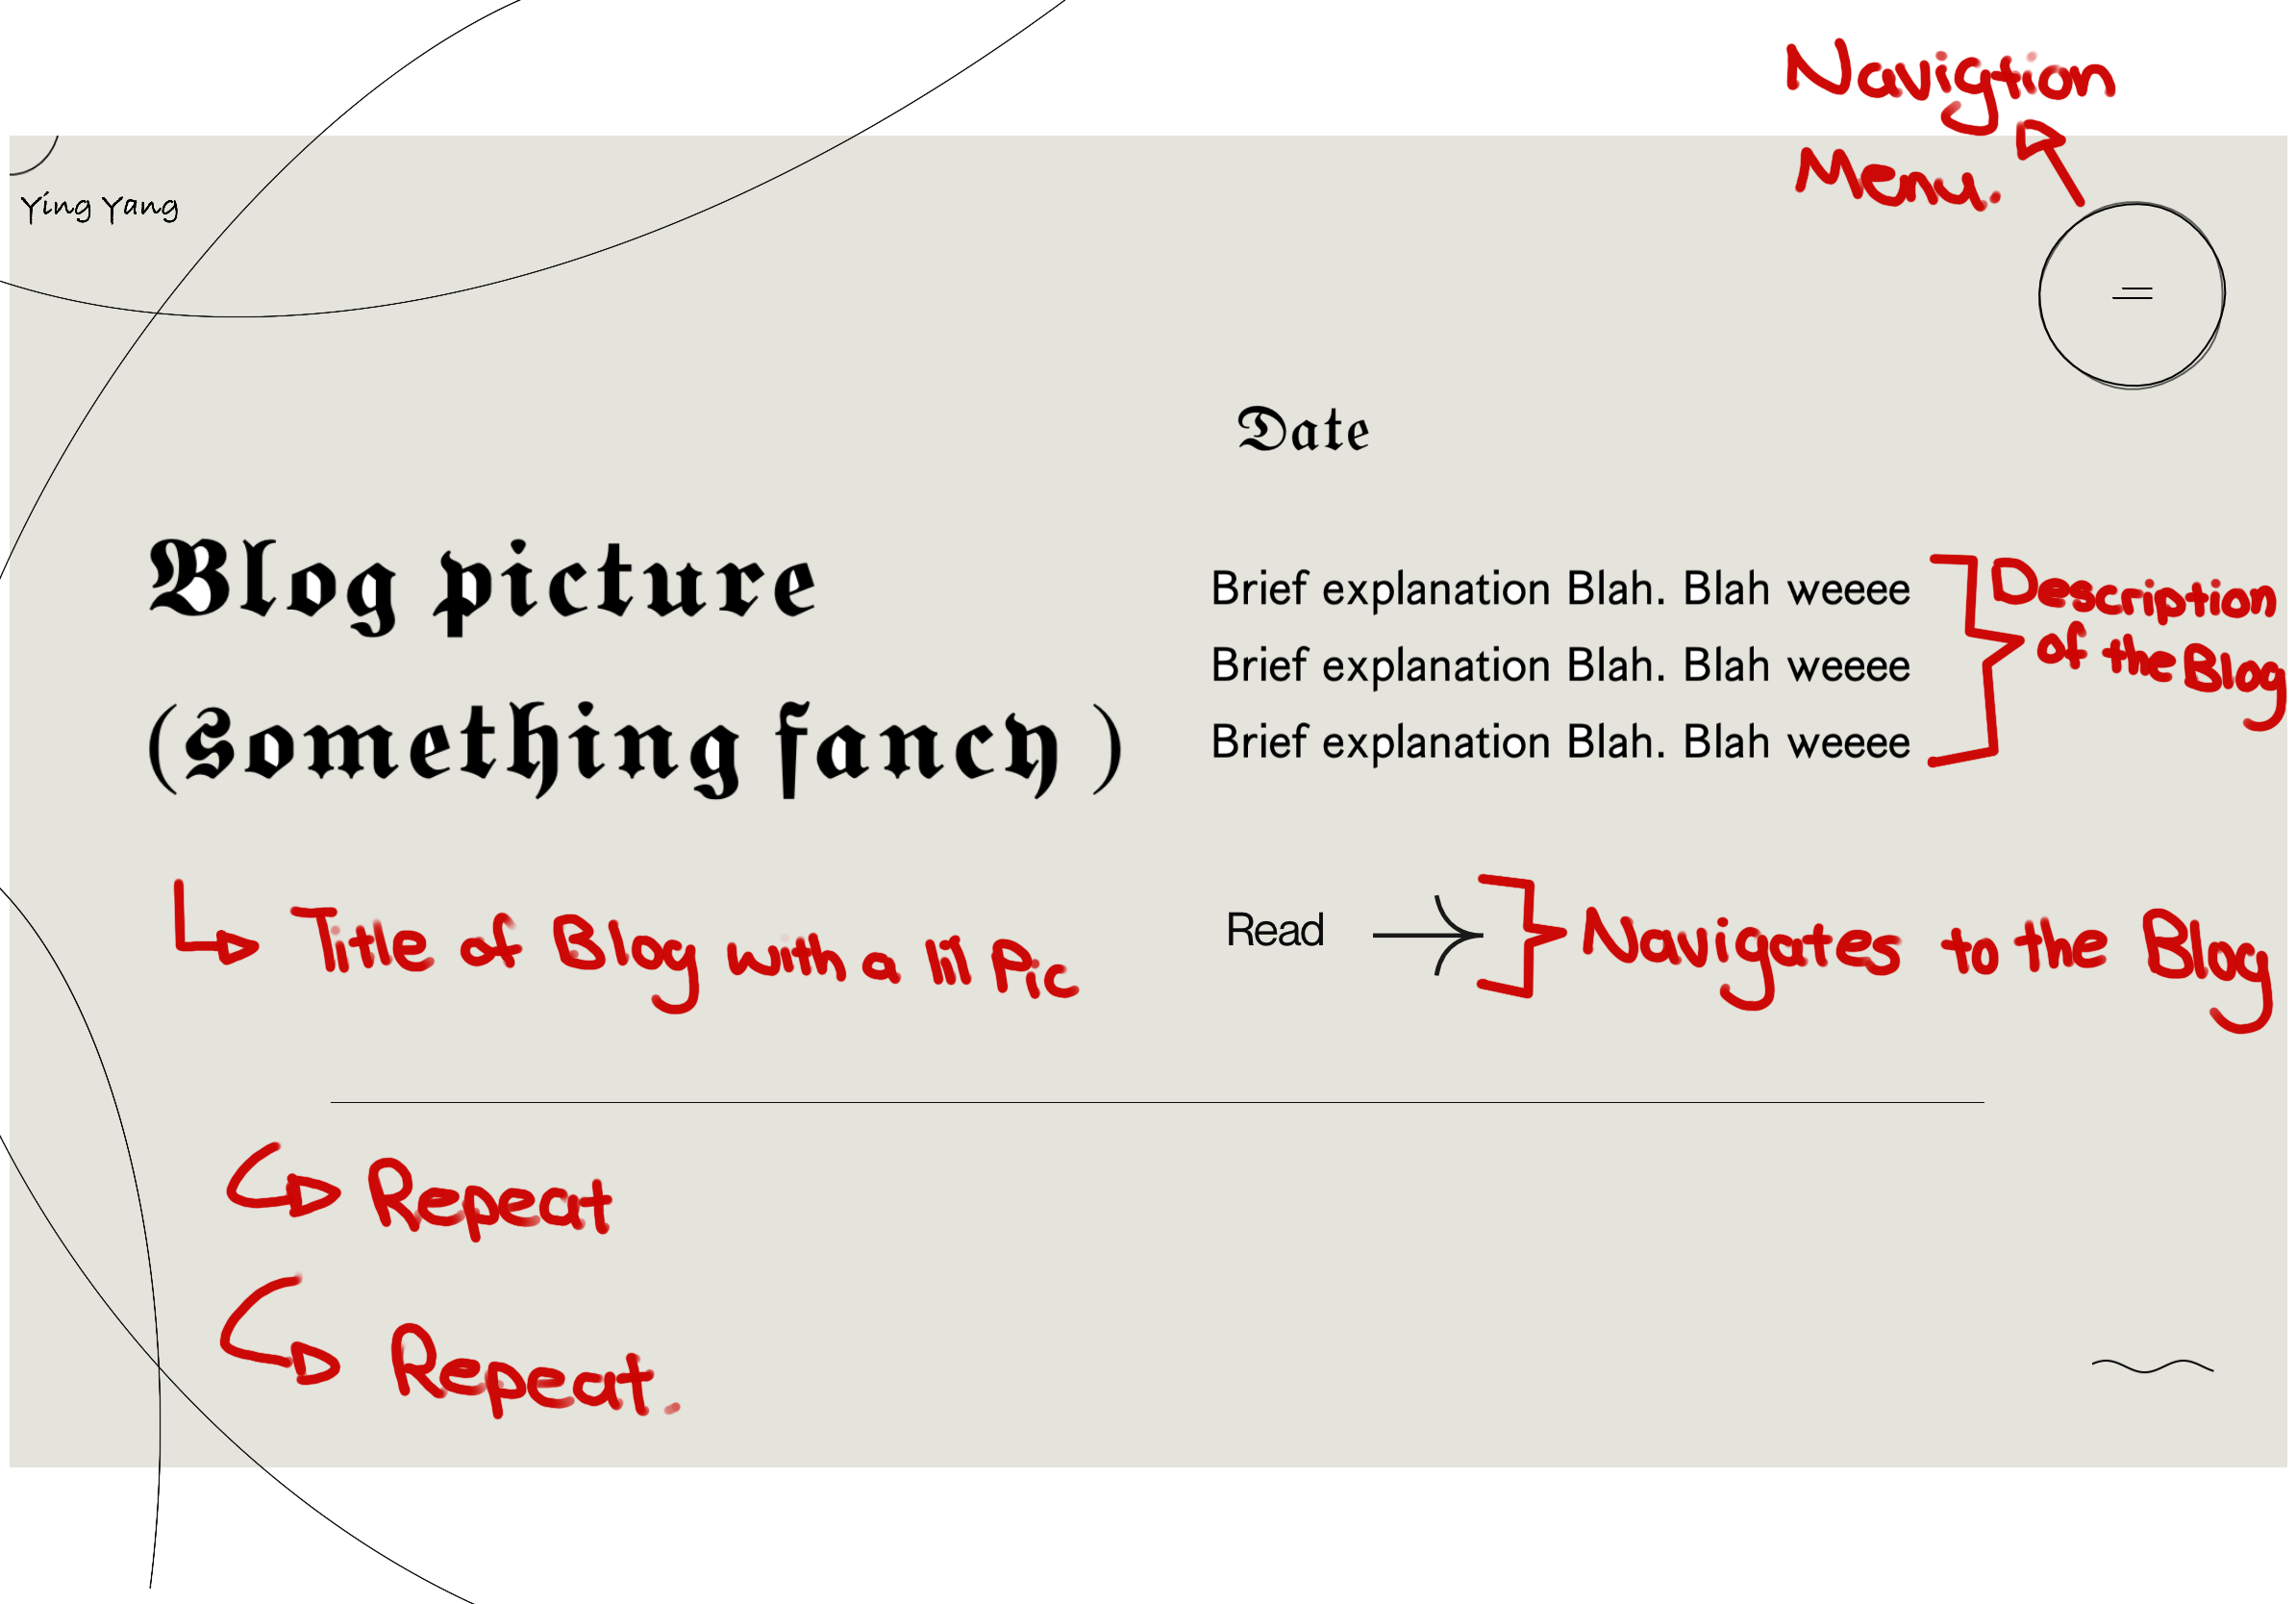 Navigtion
Menu.
Ying Yang
Date
Blog picture
(Something fancy )
Brief explanation Blah. Blah weeee
Brief explanation Blah. Blah weeee
Brief explanation Blah. Blah weeee
Description
of the Blog
Title of Blog with a lil Pic
Read
Navigates to the Blog
Repeat
Repeat.